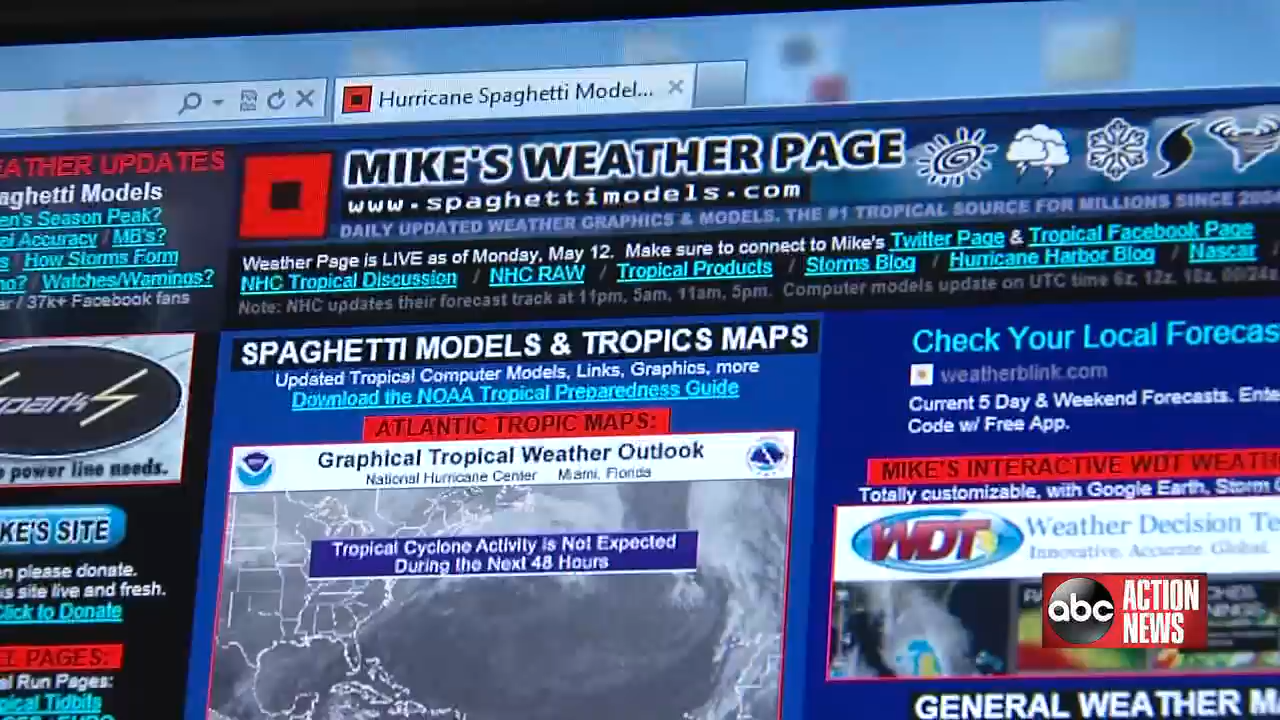 Hurricane Spaghetti Model...
MIKE'S WEATHER PAGE
www.spaghettimodels.com
DAILY UPDATED WEATHER GRAPHICS & MODELS. THE #1 TROPICAL SOURCE FOR MILLIONS SINCE
Weather Page is LIVE as of Monday, May 12. Make sure to connect to Mike's Twitter Page & Tropical Facebook Page
NHC Tropical Discussion / NHC RAW / Tropical Products / Storms Blog / Hurricane Harbor Blog / Nascar
Note: NHC updates their forecast track at 11pm, 5am, 11am, 5pm. Computer models update on UTC time 6z, 12z, 18z, 00/24z
EATHER UPDATES
aghetti Models
en's Season Peak?
el Accuracy / MB's?
s / How Storms Form
no? / Watches/Warnings?
ar / 37k+ Facebook fans
sparks
e power line needs.
KE'S SITE
en please donate.
is site live and fresh.
Click to Donate
EL PAGES:
al Run Pages:
pical Tidbits
SPAGHETTI MODELS & TROPICS MAPS
Updated Tropical Computer Models, Links, Graphics, more
Download the NOAA Tropical Preparedness Guide
ATLANTIC TROPIC MAPS:
Graphical Tropical Weather Outlook
National Hurricane Center Miami, Florida
Tropical Cyclone Activity is Not Expected
During the Next 48 Hours
Check Your Local Forecas
weatherblink.com
Current 5 Day & Weekend Forecasts. Ente
Code w/ Free App.
MIKE'S INTERACTIVE WDT WEATH
Totally customizable, with Google Earth, Storm
WDT
Weather Decision Te
Innovative. Accurate. Global.
abc ACTION
NEWS
GENERAL WEATHER MA